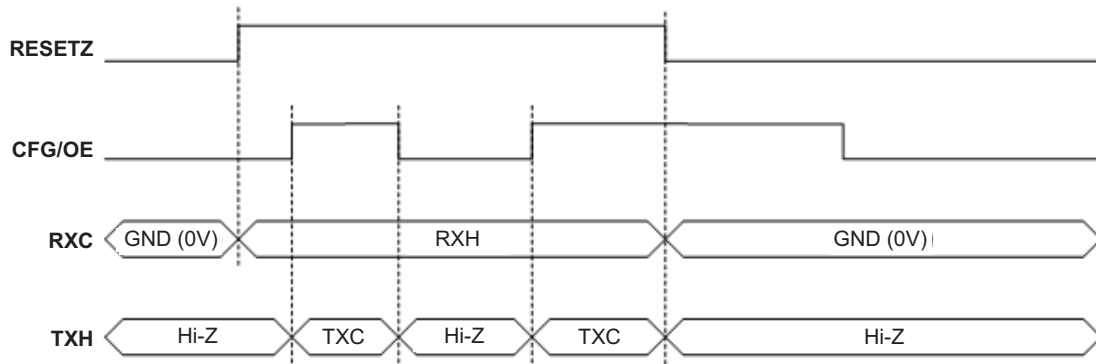 RESETZ
CFG/OE
RXC GND (0V) RXH GND (0V)
TXH Hi-Z TXC Hi-Z TXC Hi-Z